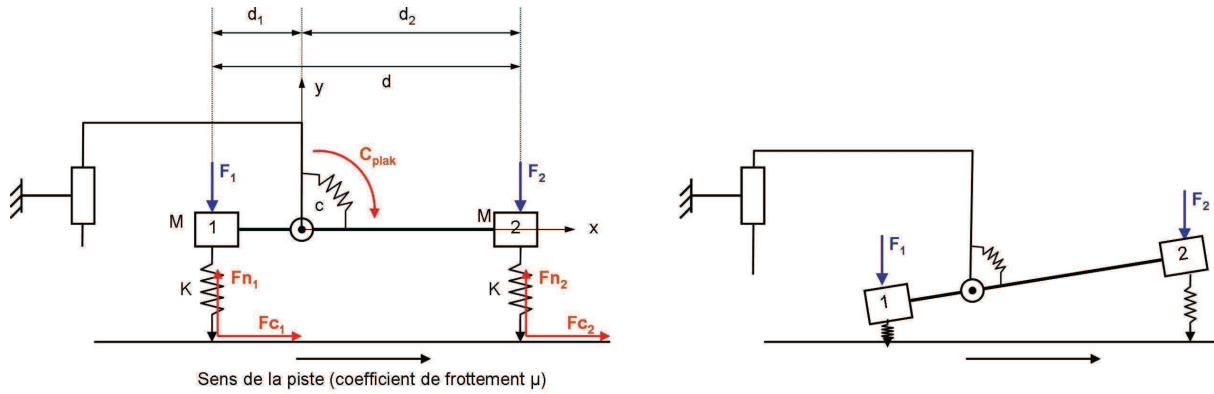 d₁ d₂
d
y
C_plak
F₁ F₂
c
M 1 M 2 x
K Fn₁ K Fn₂
Fc₁ Fc₂
Sens de la piste (coefficient de frottement µ)
F₂
F₁ 2
1